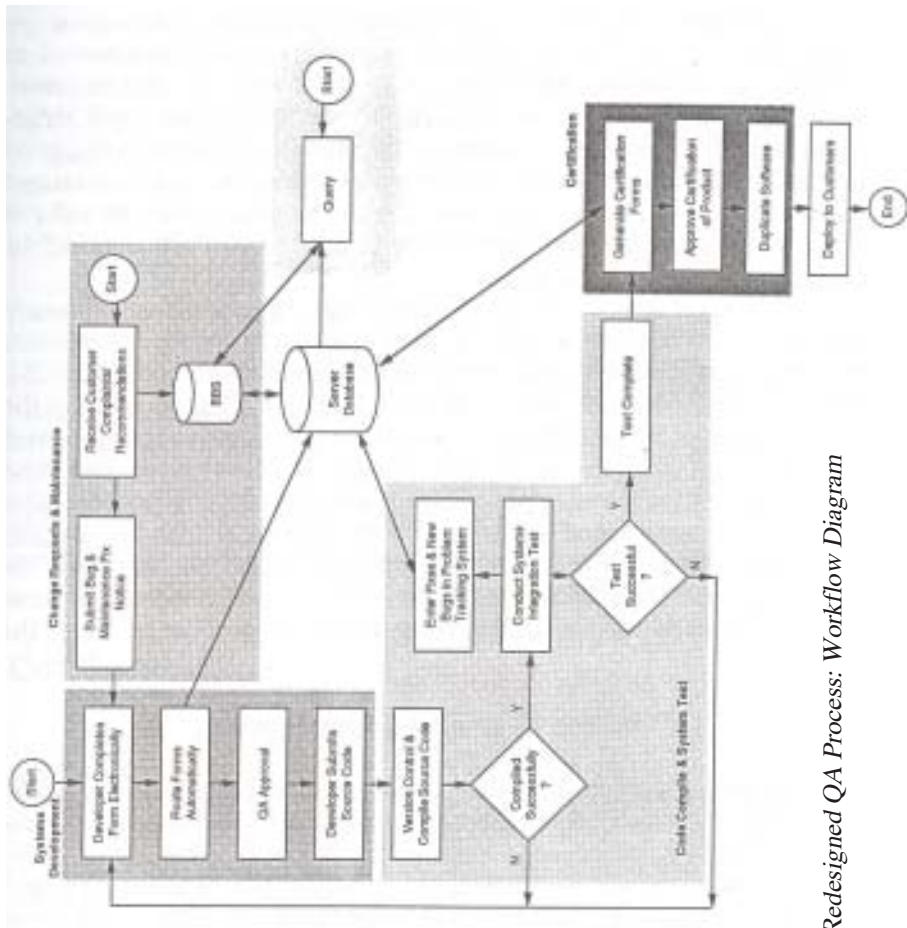 Start
Systems
Development
Developer Completes
Form Electronically
Route Forms
Automatically
QA Approval
Developer Submits
Source Code
Change Requests & Maintenance
Start
Receive Customer
Complaints/
Recommendations
Submit Bug &
Maintenance Fix
Notice
BBS
Start
Query
Server
Database
Version Control &
Compile Source Code
Compiled
Successfully
?
N
Y
Enter Fixes & New
Bugs in Problem
Tracking System
Conduct Systems
Integration Test
Test
Successful
?
Y
N
Test Complete
Code Compile & System Test
Certification
Generate Certification
Forms
Approve Certification
of Product
Duplicate Software
Deploy to Customers
End
Redesigned QA Process: Workflow Diagram